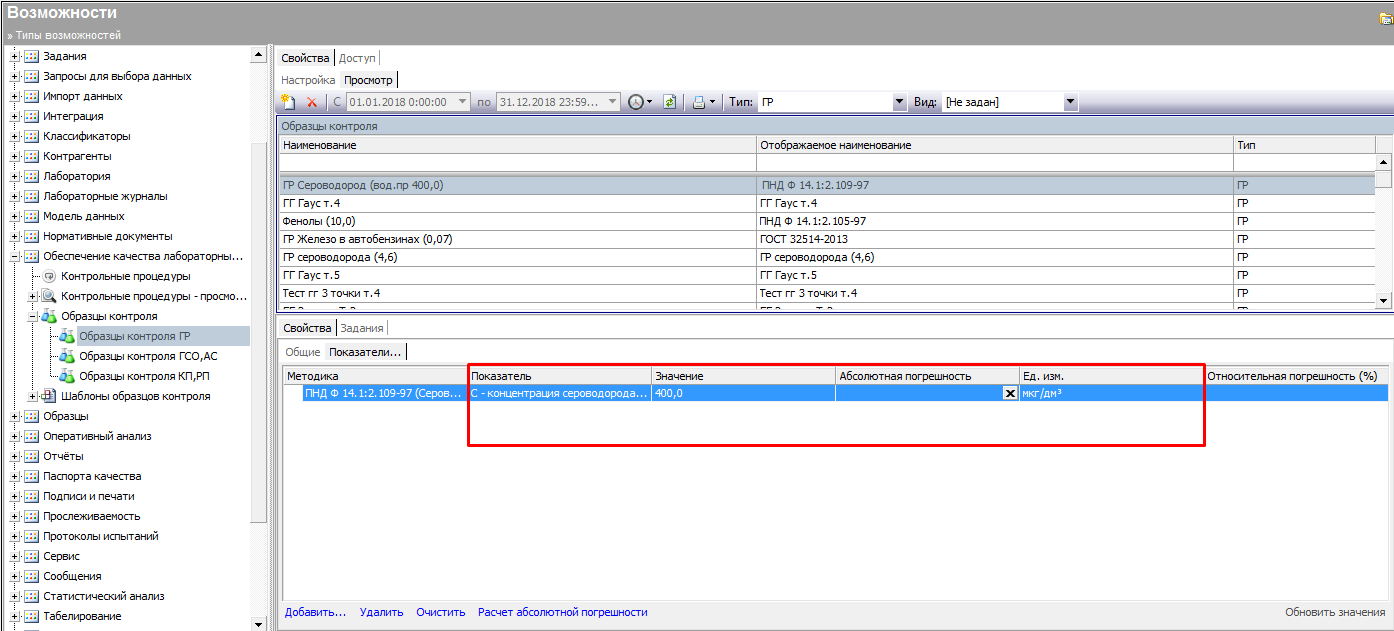 Возможности
» Типы возможностей
Задания
Запросы для выбора данных
Импорт данных
Интеграция
Классификаторы
Контрагенты
Лаборатория
Лабораторные журналы
Модель данных
Нормативные документы
Обеспечение качества лабораторны...
Контрольные процедуры
Контрольные процедуры - просмо...
Образцы контроля
Образцы контроля ГР
Образцы контроля ГСО,АС
Образцы контроля КП,РП
Шаблоны образцов контроля
Образцы
Оперативный анализ
Отчёты
Паспорта качества
Подписи и печати
Прослеживаемость
Протоколы испытаний
Сервис
Сообщения
Статистический анализ
Табелирование
Свойства Доступ
Настройка Просмотр
С 01.01.2018 0:00:00 по 31.12.2018 23:59... Тип: ГР Вид: [Не задан]
Образцы контроля
Наименование Отображаемое наименование Тип
ГР Сероводород (вод.пр 400,0) ПНД Ф 14.1:2.109-97 ГР
ГГ Гаус т.4 ГГ Гаус т.4 ГР
Фенолы (10,0) ПНД Ф 14.1:2.105-97 ГР
ГР Железо в автобензинах (0,07) ГОСТ 32514-2013 ГР
ГР сероводорода (4,6) ГР сероводорода (4,6) ГР
ГГ Гаус т.5 ГГ Гаус т.5 ГР
Тест гг 3 точки т.4 Тест гг 3 точки т.4 ГР
Свойства Задания
Общие Показатели...
Методика Показатель Значение Абсолютная погрешность Ед. изм. Относительная погрешность (%)
ПНД Ф 14.1:2.109-97 (Серов... С - концентрация сероводорода... 400,0 мкг/дм³
Добавить... Удалить Очистить Расчет абсолютной погрешности Обновить значения